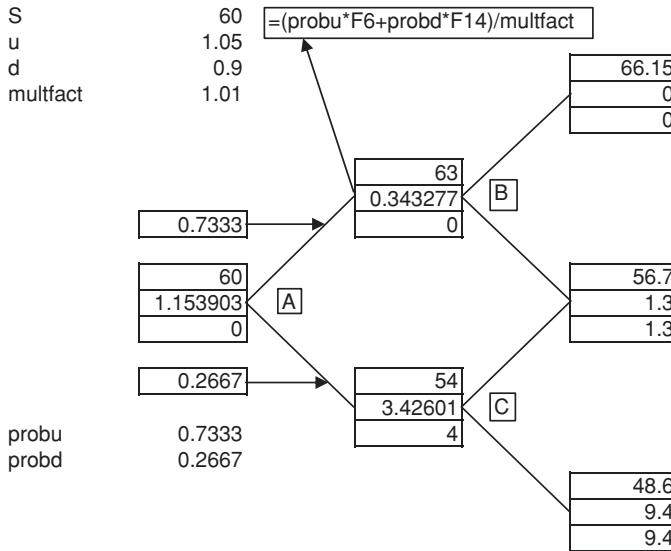 S 60 =(probu*F6+probd*F14)/multfact
u 1.05
d 0.9 66.15
multfact 1.01 0
0
63
0.343277 B
0.7333 0
60 56.7
1.153903 A 1.3
0 1.3
0.2667 54
3.42601 C
probu 0.7333 4
probd 0.2667
48.6
9.4
9.4